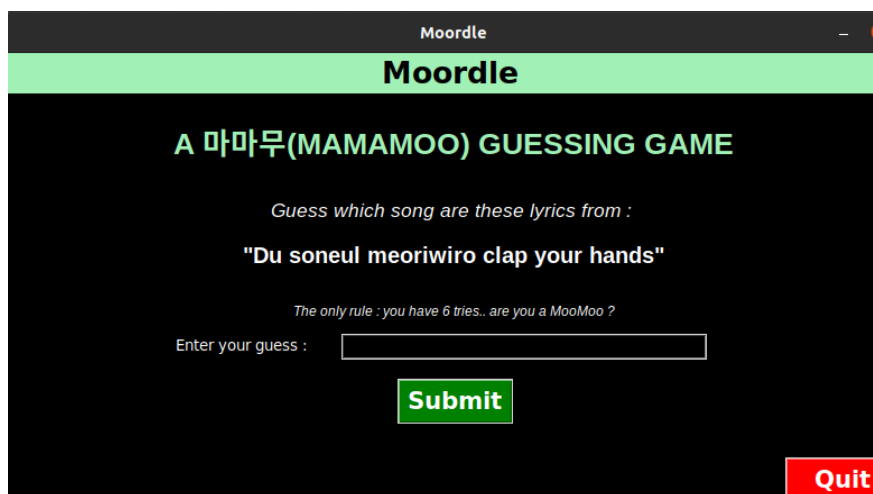 Moordle
Moordle
A 마마무(MAMAMOO) GUESSING GAME
Guess which song are these lyrics from :
"Du soneul meoriwiro clap your hands"
The only rule : you have 6 tries.. are you a MooMoo ?
Enter your guess :
Submit
Quit